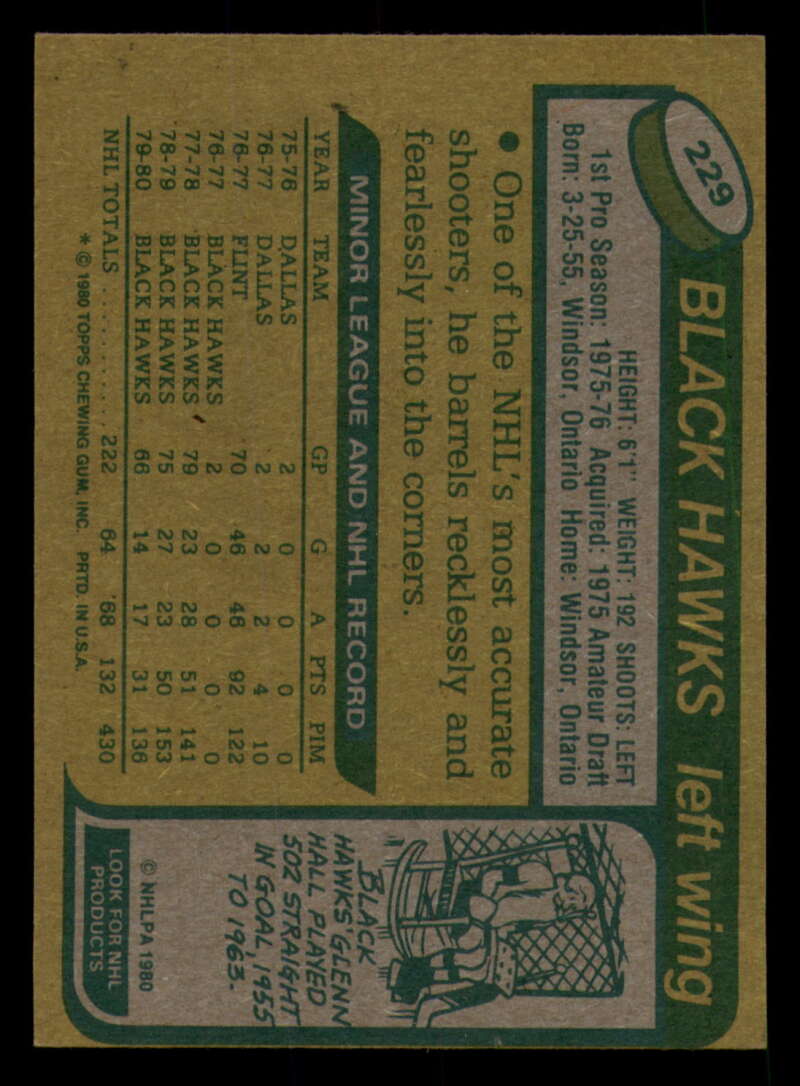 229
BLACK HAWKS left wing
HEIGHT: 6'1" WEIGHT: 192 SHOOTS: LEFT
1st Pro Season: 1975-76 Acquired: 1975 Amateur Draft
Born: 3-25-55, Windsor, Ontario Home: Windsor, Ontario
• One of the NHL's most accurate
shooters, he barrels recklessly and
fearlessly into the corners.
MINOR LEAGUE AND NHL RECORD
YEAR TEAM GP G A PTS PIM
75-76 DALLAS 2 0 0 0 0
76-77 DALLAS 2 2 2 4 10
76-77 FLINT 70 46 46 92 122
76-77 BLACK HAWKS 2 0 0 0 0
77-78 BLACK HAWKS 79 23 28 51 141
78-79 BLACK HAWKS 75 27 23 50 153
79-80 BLACK HAWKS 66 14 17 31 136
NHL TOTALS . . . . . . . . . . . 222 64 '68 132 430
* © 1980 TOPPS CHEWING GUM, INC. PRTD. IN U.S.A.
BLACK
HAWKS' GLENN
HALL PLAYED
502 STRAIGHT
IN GOAL, 1955
TO 1963.
© NHLPA 1980
LOOK FOR NHL
PRODUCTS